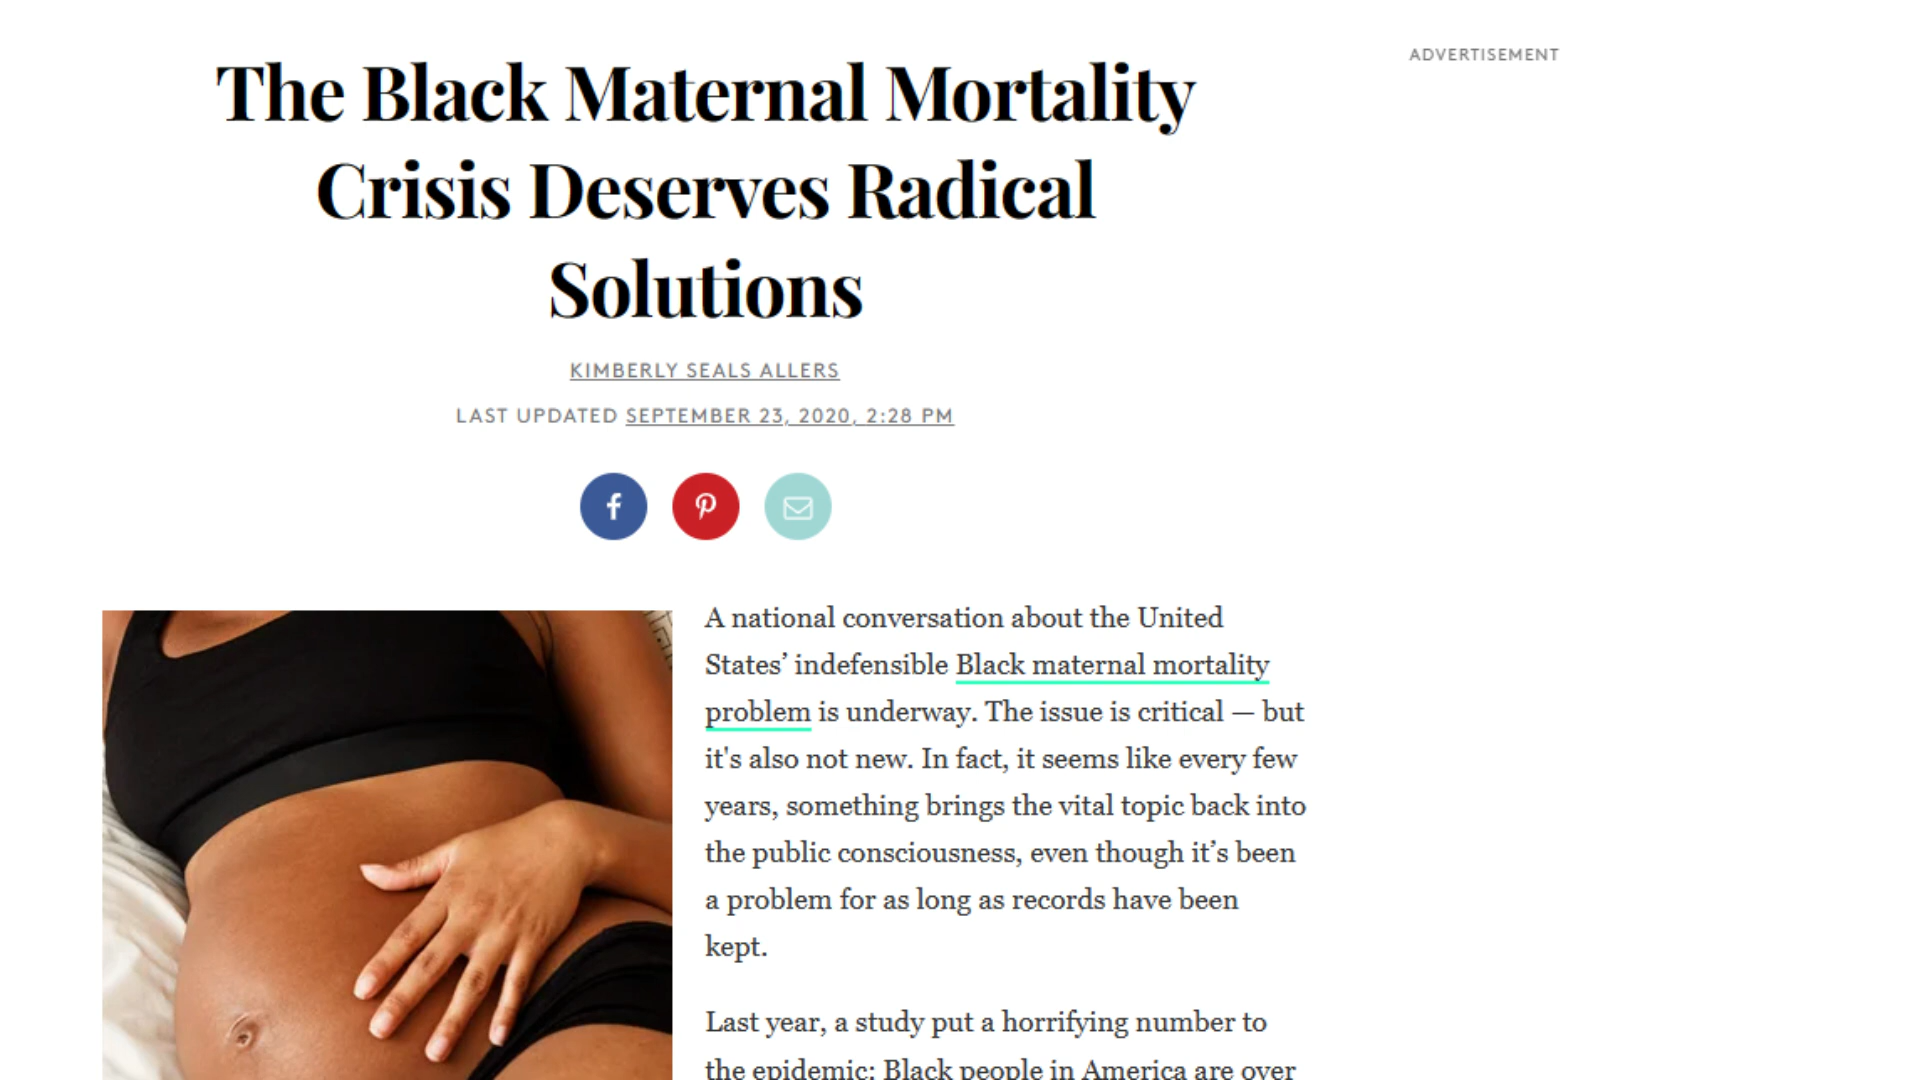 ADVERTISEMENT
The Black Maternal Mortality
Crisis Deserves Radical
Solutions
KIMBERLY SEALS ALLERS
LAST UPDATED SEPTEMBER 23, 2020, 2:28 PM
A national conversation about the United
States’ indefensible Black maternal mortality
problem is underway. The issue is critical — but
it's also not new. In fact, it seems like every few
years, something brings the vital topic back into
the public consciousness, even though it’s been
a problem for as long as records have been
kept.
Last year, a study put a horrifying number to
the epidemic: Black people in America are over